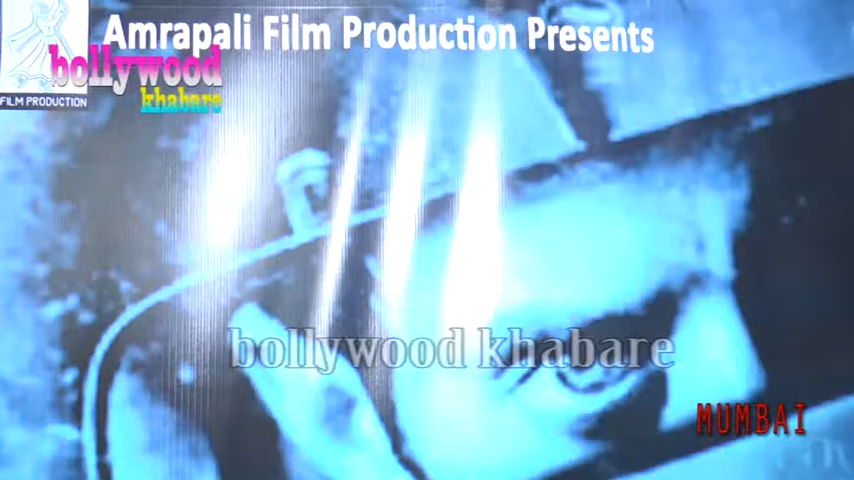 Amrapali Film Production Presents
bollywood
khabare
FILM PRODUCTION
bollywood khabare
MUMBAI